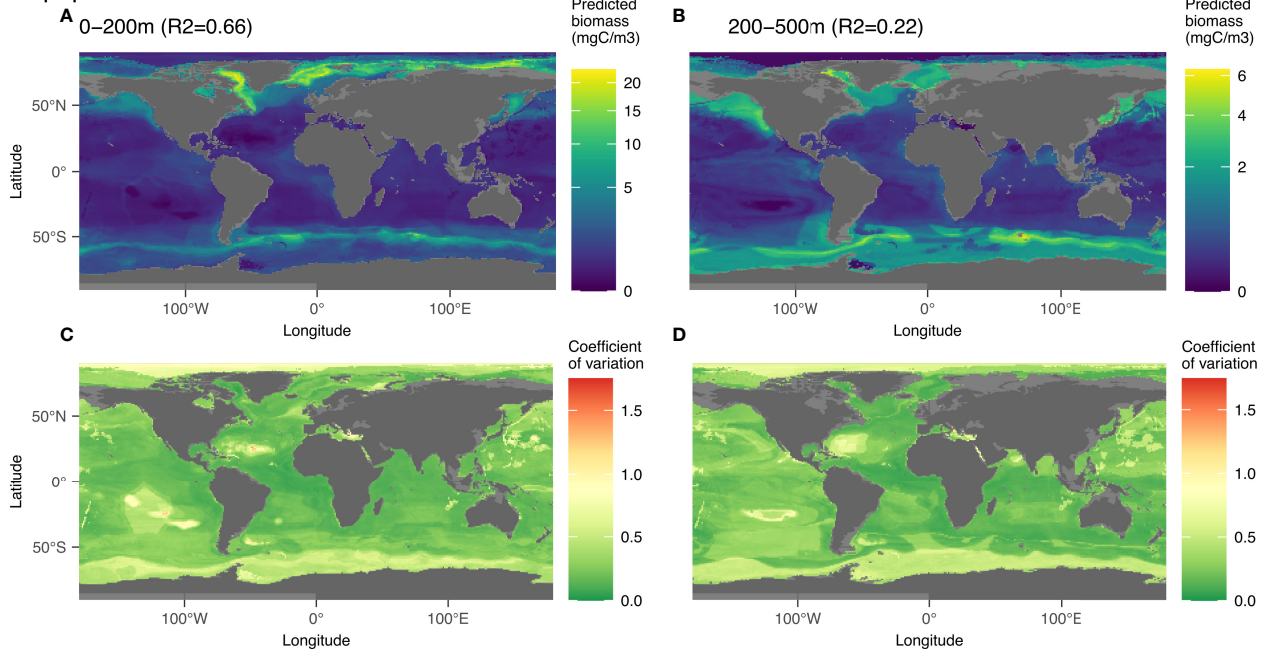 A
0−200m (R2=0.66)
Predicted
biomass
(mgC/m3)
20
15
10
5
0
50°N
0°
50°S
Latitude
100°W
0°
100°E
Longitude
B
200−500m (R2=0.22)
Predicted
biomass
(mgC/m3)
6
4
2
0
100°W
0°
100°E
Longitude
C
Coefficient
of variation
1.5
1.0
0.5
0.0
50°N
0°
50°S
Latitude
100°W
0°
100°E
Longitude
D
Coefficient
of variation
1.5
1.0
0.5
0.0
100°W
0°
100°E
Longitude